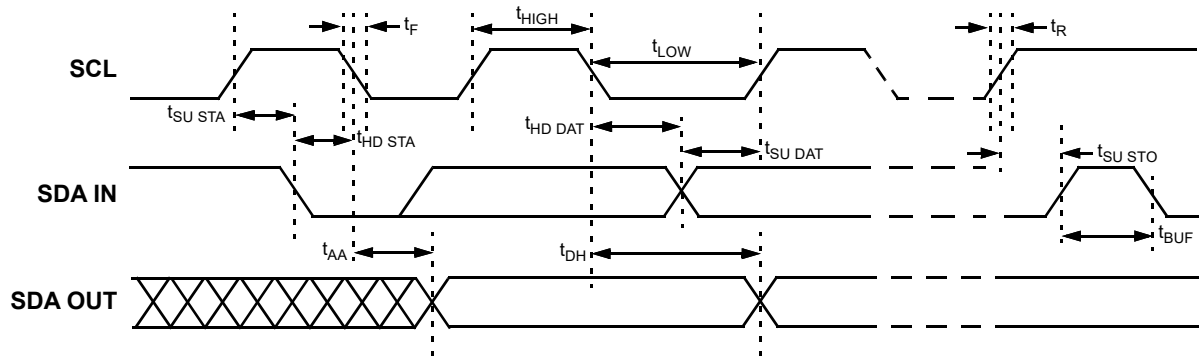 tHIGH
tF
tR
tLOW
SCL
tSU STA
tHD STA
tHD DAT
tSU DAT
tSU STO
SDA IN
tAA
tDH
tBUF
SDA OUT